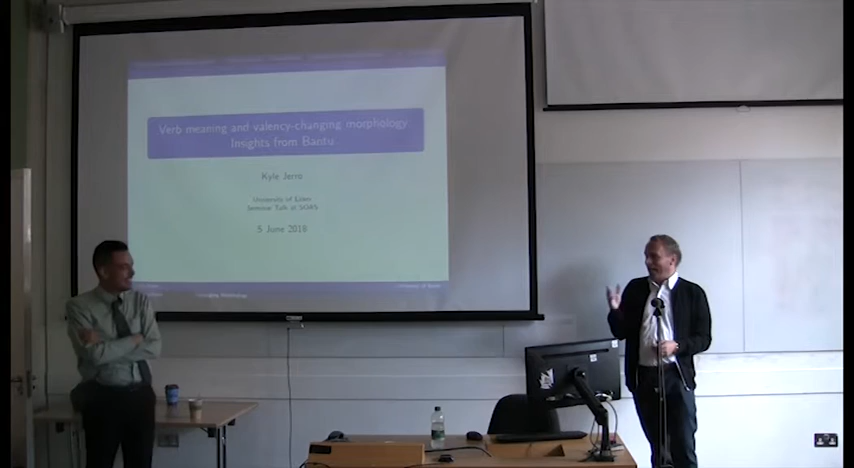 Verb meaning and valency-changing morphology
Insights from Bantu
Kyle Jerro
University of Essex
Seminar Talk at SOAS
5 June 2018